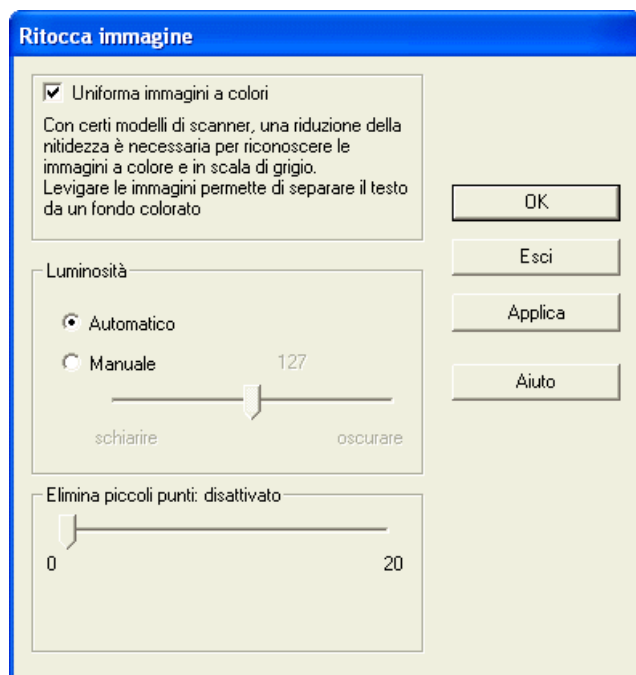 Ritocca immagine
Uniforma immagini a colori
Con certi modelli di scanner, una riduzione della
nitidezza è necessaria per riconoscere le
immagini a colore e in scala di grigio.
Levigare le immagini permette di separare il testo
da un fondo colorato
OK
Esci
Applica
Aiuto
Luminosità
Automatico
Manuale 127
schiarire oscurare
Elimina piccoli punti: disattivato
0 20